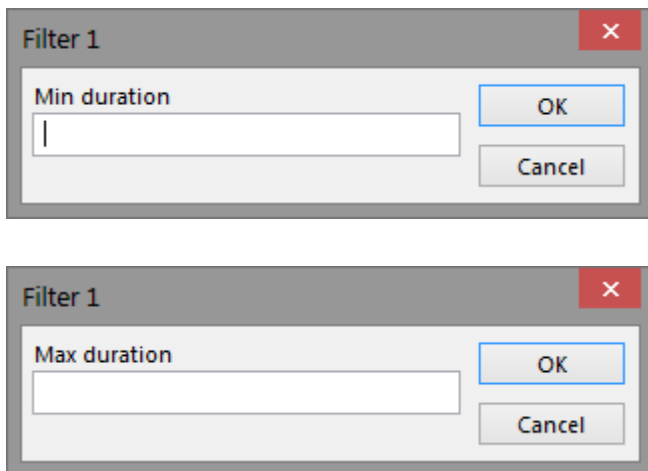 Filter 1
Min duration
OK
Cancel
Filter 1
Max duration
OK
Cancel